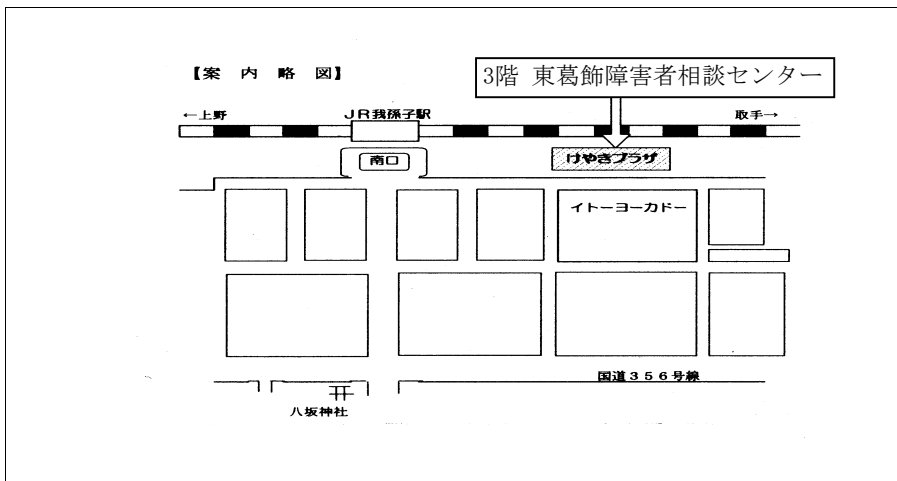 【案内略図】
3階 東葛飾障害者相談センター
←上野
JR我孫子駅
取手→
南口
けやきプラザ
イトーヨーカドー
国道356号線
八坂神社